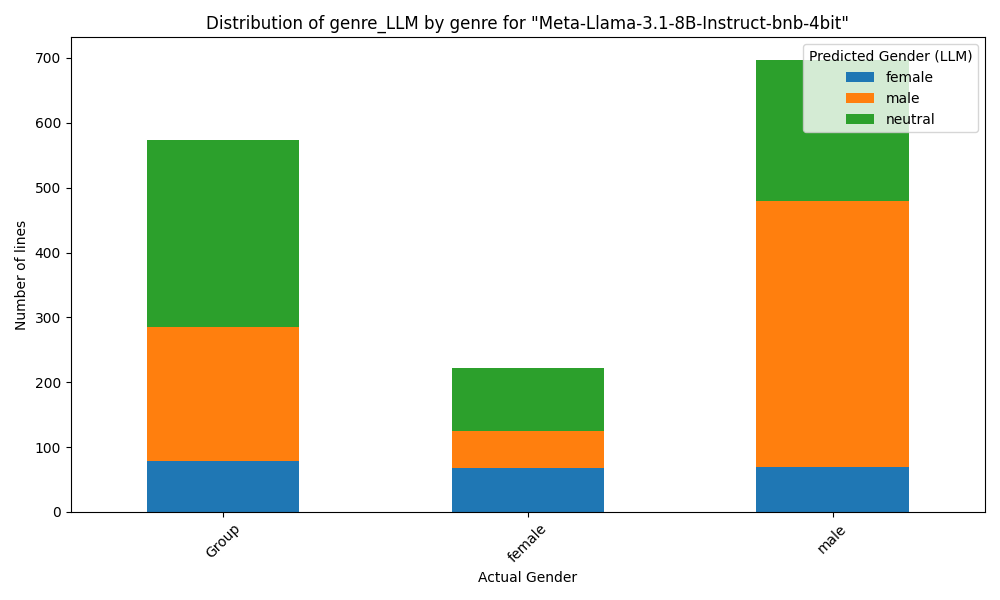 Distribution of genre_LLM by genre for "Meta-Llama-3.1-8B-Instruct-bnb-4bit"
Predicted Gender (LLM)
female
male
neutral
Number of lines
700
600
500
400
300
200
100
0
Group
female
male
Actual Gender